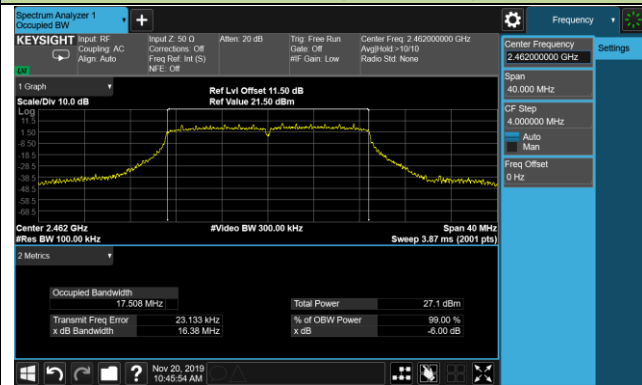 Spectrum Analyzer 1
Occupied BW
Frequency
KEYSIGHT
Input: RF
Coupling: AC
Align: Auto
Input Z: 50 Ω
Corrections: Off
Freq Ref: Int (S)
NFE: Off
Atten: 20 dB
Trig: Free Run
Gate: Off
#IF Gain: Low
Center Freq: 2.462000000 GHz
Avg|Hold:>10/10
Radio Std: None
LXI
Center Frequency
2.462000000 GHz
Settings
Span
40.000 MHz
CF Step
4.000000 MHz
Auto
Man
Freq Offset
0 Hz
1 Graph
Scale/Div 10.0 dB
Ref Lvl Offset 11.50 dB
Ref Value 21.50 dBm
Log
11.5
1.50
-8.50
-18.5
-28.5
-38.5
-48.5
-58.5
-68.5
Center 2.462 GHz
#Video BW 300.00 kHz
Span 40 MHz
#Res BW 100.00 kHz
Sweep 3.87 ms (2001 pts)
2 Metrics
Occupied Bandwidth
17.508 MHz
Total Power 27.1 dBm
Transmit Freq Error 23.133 kHz
% of OBW Power 99.00 %
x dB Bandwidth 16.38 MHz
x dB -6.00 dB
?
Nov 20, 2019
10:45:54 AM